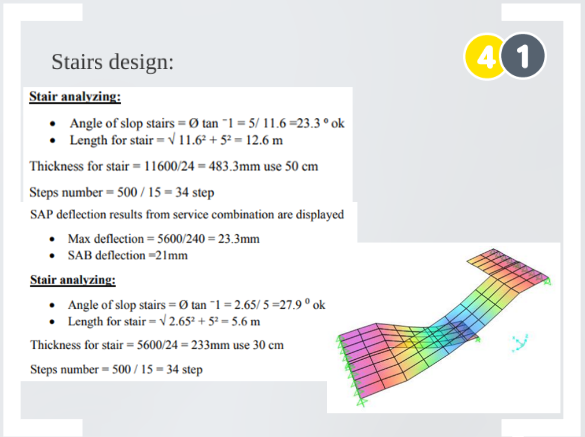 Stairs design:
4 1
Stair analyzing:
• Angle of slop stairs = Ø tan ⁻1 = 5/ 11.6 =23.3 ⁰ ok
• Length for stair = √ 11.6² + 5² = 12.6 m
Thickness for stair = 11600/24 = 483.3mm use 50 cm
Steps number = 500 / 15 = 34 step
SAP deflection results from service combination are displayed
• Max deflection = 5600/240 = 23.3mm
• SAB deflection =21mm
Stair analyzing:
• Angle of slop stairs = Ø tan ⁻1 = 2.65/ 5 =27.9 ⁰ ok
• Length for stair = √ 2.65² + 5² = 5.6 m
Thickness for stair = 5600/24 = 233mm use 30 cm
Steps number = 500 / 15 = 34 step